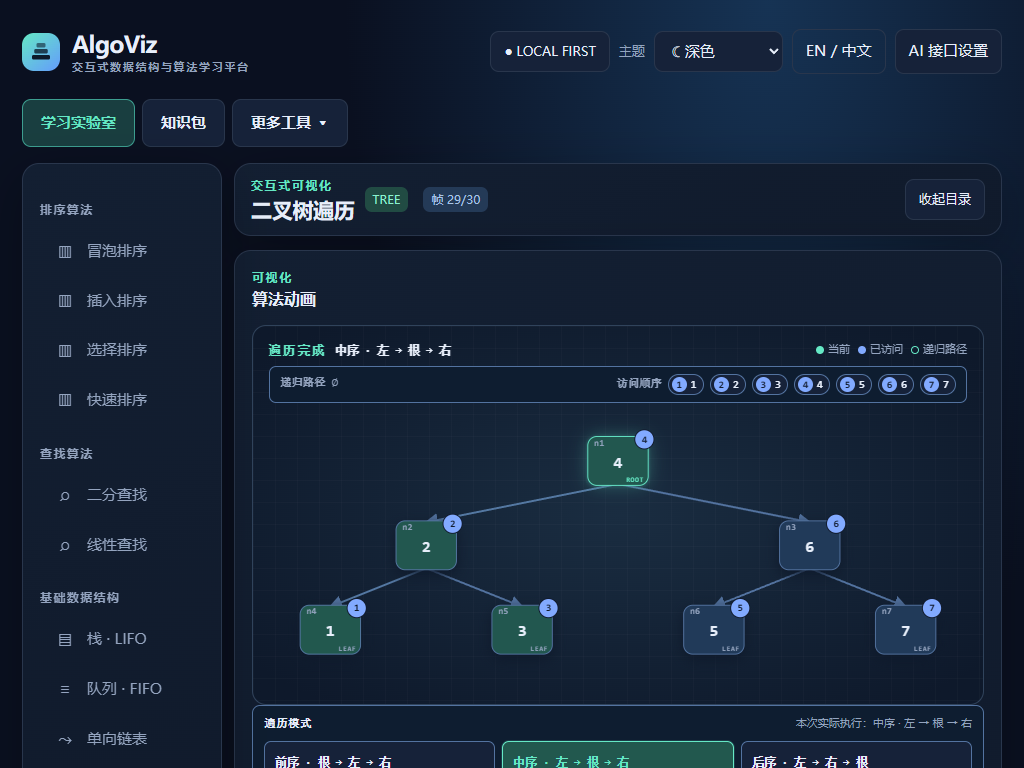 AlgoViz
交互式数据结构与算法学习平台
● LOCAL FIRST
主题
☾ 深色
EN / 中文
AI 接口设置
学习实验室
知识包
更多工具 ▾
排序算法
▥ 冒泡排序
▥ 插入排序
▥ 选择排序
▥ 快速排序
查找算法
⌕ 二分查找
⌕ 线性查找
基础数据结构
▤ 栈 · LIFO
≡ 队列 · FIFO
⤳ 单向链表
交互式可视化
二叉树遍历
TREE
帧 29/30
收起目录
可视化
算法动画
遍历完成 中序 · 左 → 根 → 右
当前 已访问 递归路径
递归路径 ∅
访问顺序 1 1 2 2 3 3 4 4 5 5 6 6 7 7
n1 4 4 ROOT
n2 2 2
n3 6 6
n4 1 1 LEAF
n5 3 3 LEAF
n6 5 5 LEAF
n7 7 7 LEAF
遍历模式
本次实际执行: 中序 · 左 → 根 → 右
前序 · 根 → 左 → 右
中序 · 左 → 根 → 右
后序 · 左 → 右 → 根